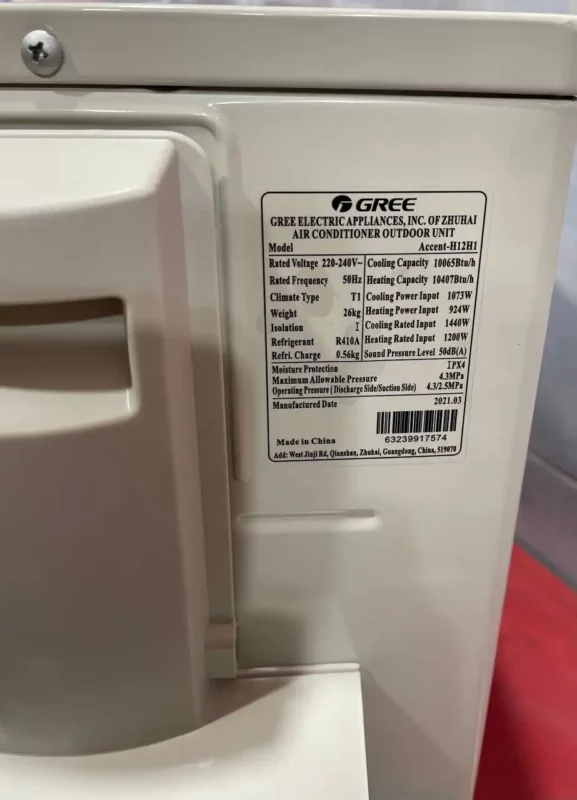 GREE
GREE ELECTRIC APPLIANCES, INC. OF ZHUHAI
AIR CONDITIONER OUTDOOR UNIT
Model Accent-H12H1
Rated Voltage 220-240V~ Cooling Capacity 10065Btu/h
Rated Frequency 50Hz Heating Capacity 10407Btu/h
Climate Type T1 Cooling Power Input 1073W
Weight 26kg Heating Power Input 924W
Isolation I Cooling Rated Input 1440W
Refrigerant R410A Heating Rated Input 1200W
Refri. Charge 0.56kg Sound Pressure Level 50dB(A)
Moisture Protection IPX4
Maximum Allowable Pressure 4.3MPa
Operating Pressure (Discharge Side/Suction Side) 4.3/2.5MPa
Manufactured Date 2021.03
Made in China 63239917574
Add: West Jinji Rd, Qianshan, Zhuhai, Guangdong, China, 519070